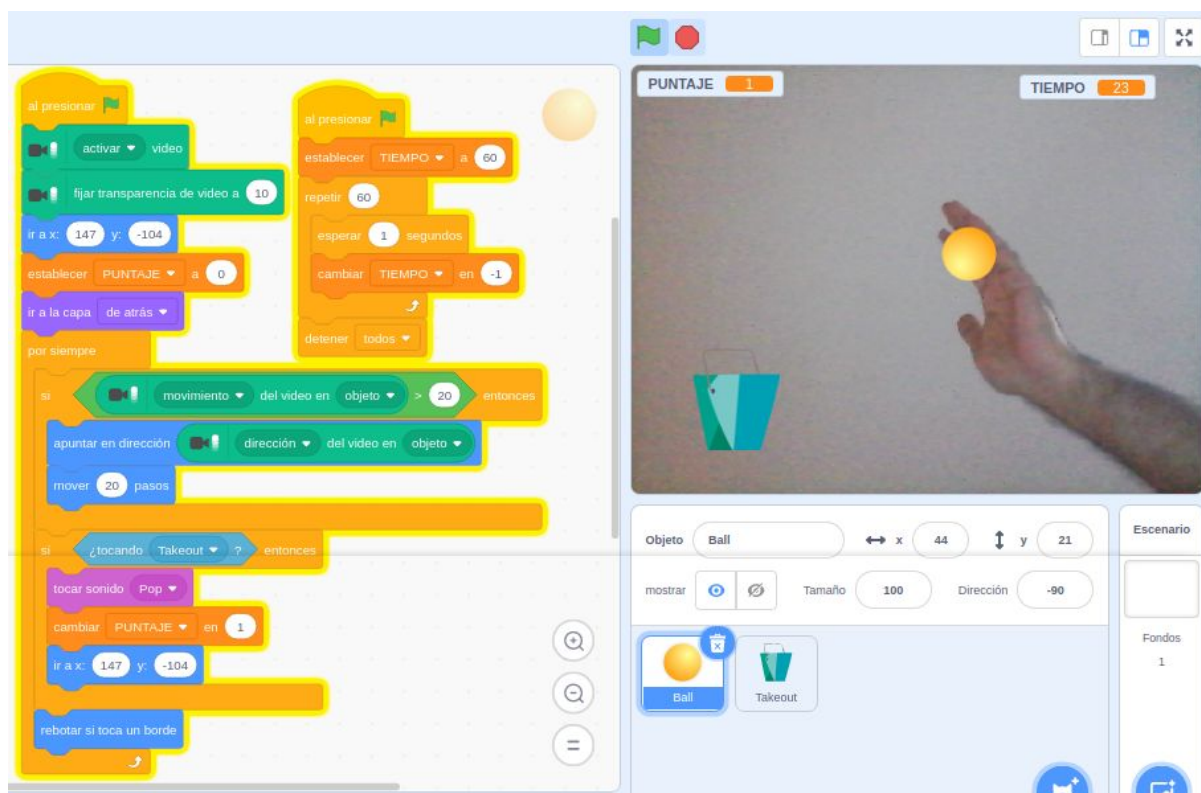 al presionar
activar video
fijar transparencia de video a 10
ir a x: 147 y: -104
establecer PUNTAJE a 0
ir a la capa de atrás
por siempre
si movimiento del video en objeto > 20 entonces
apuntar en dirección dirección del video en objeto
mover 20 pasos
si ¿tocando Takeout ? entonces
tocar sonido Pop
cambiar PUNTAJE en 1
ir a x: 147 y: -104
rebotar si toca un borde
al presionar
establecer TIEMPO a 60
repetir 60
esperar 1 segundos
cambiar TIEMPO en -1
detener todos
PUNTAJE 1
TIEMPO 23
Objeto Ball x 44 y 21
mostrar Tamaño 100 Dirección -90
Ball
Takeout
Escenario
Fondos
1